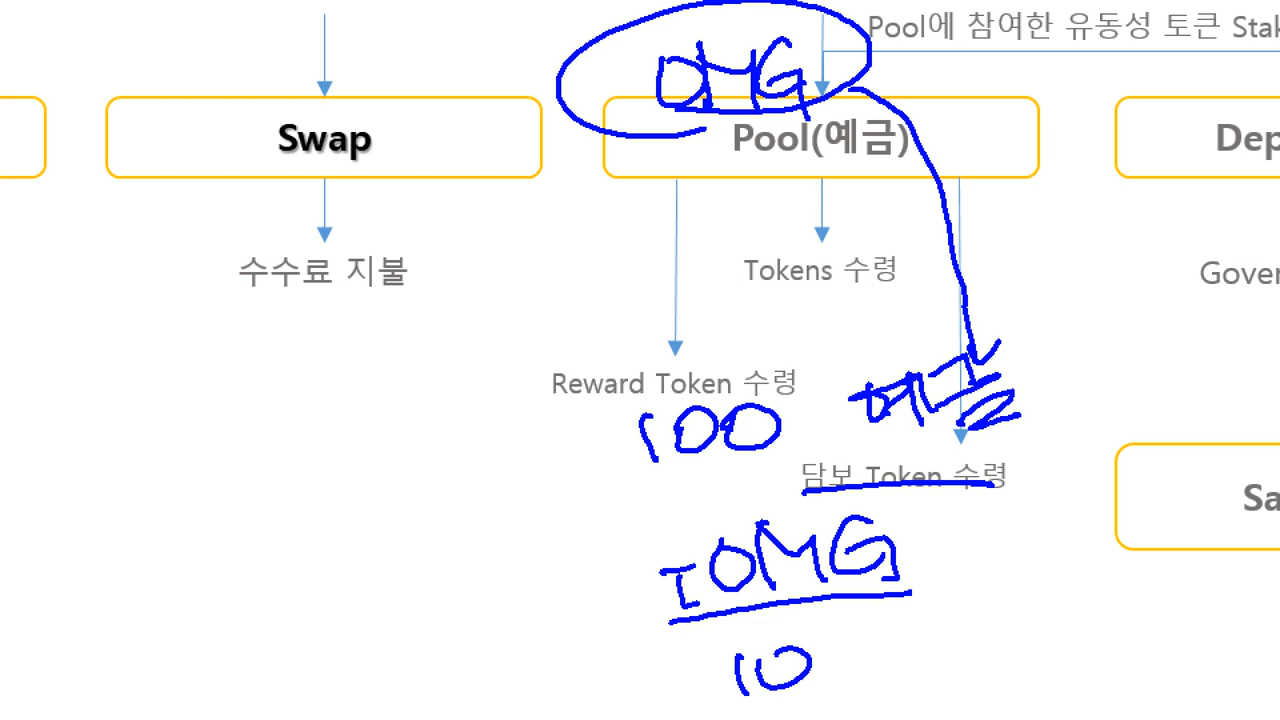 Pool에 참여한 유동성 토큰 Stak
OMG
Swap
Pool(예금)
Dep
수수료 지불
Tokens 수령
Gover
Reward Token 수령
예금
100
담보 Token 수령
Sa
IOMG
10